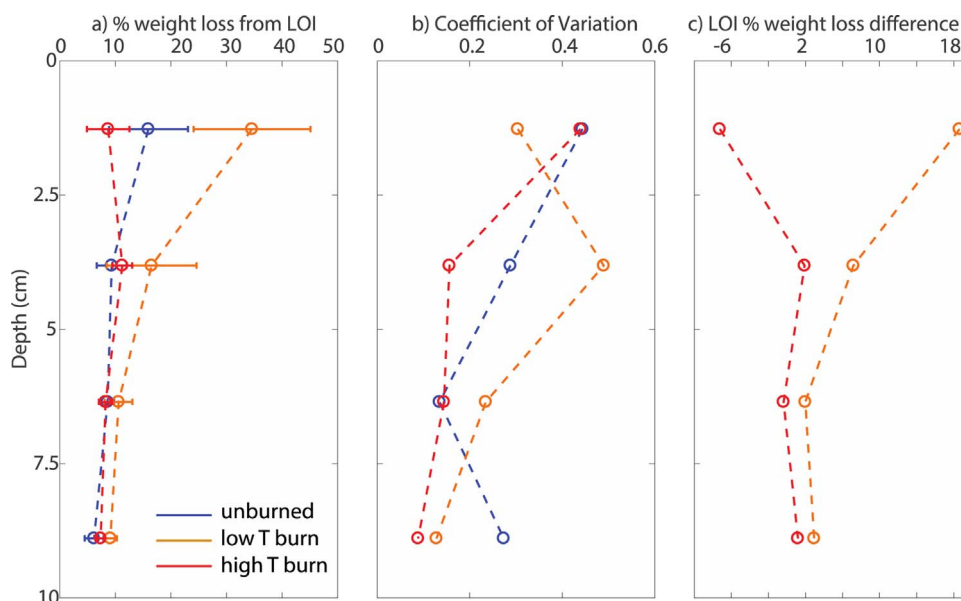 a) % weight loss from LOI
b) Coefficient of Variation
c) LOI % weight loss difference
0 10 20 30 40 50
0 0.2 0.4 0.6
-6 2 10 18
0
2.5
5
7.5
10
Depth (cm)
unburned
low T burn
high T burn